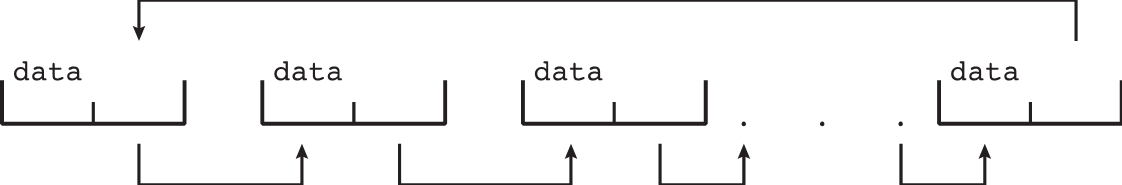 data data data data
. . .